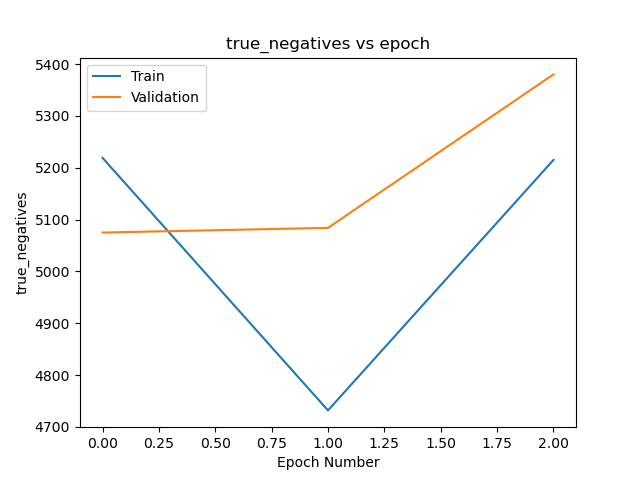 true_negatives vs epoch
Train
Validation
true_negatives
5400
5300
5200
5100
5000
4900
4800
4700
0.00 0.25 0.50 0.75 1.00 1.25 1.50 1.75 2.00
Epoch Number